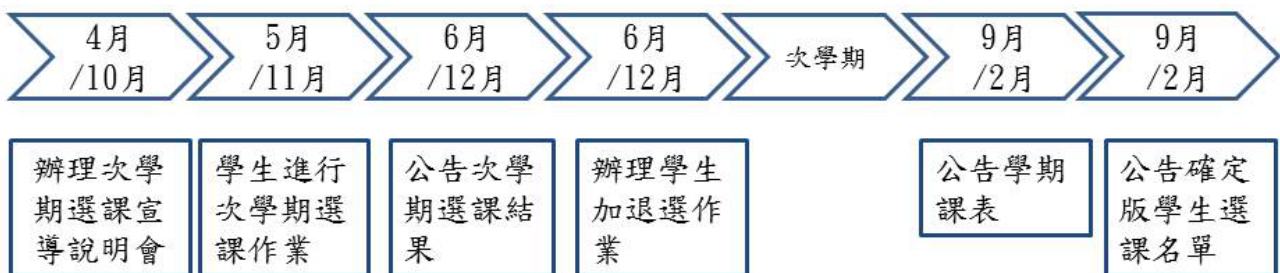 4月
/10月
5月
/11月
6月
/12月
6月
/12月
次學期
9月
/2月
9月
/2月
辦理次學
期選課宣
導說明會
學生進行
次學期選
課作業
公告次學
期選課結
果
辦理學生
加退選作
業
公告學期
課表
公告確定
版學生選
課名單